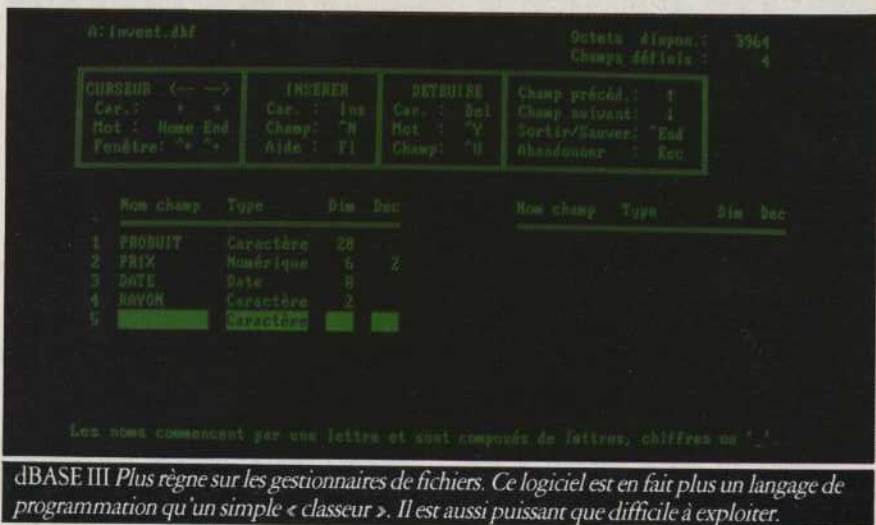 A:invent.dbf
Octets dispon.: 3964
Champs définis : 4
CURSEUR <-- -->
Car.:
Mot : Home End
Fenêtre:
INSERER
Car. : Ins
Champ: ^N
Aide : F1
DETRUIRE
Car. : Del
Mot : ^Y
Champ: ^U
Champ précéd.: ↑
Champ suivant: ↓
Sortir/Sauver: ^End
Abandonner : Esc
Nom champ Type Dim Dec
Nom champ Type Dim Dec
1 PRODUIT Caractère 28
2 PRIX Numérique 6 2
3 DATE Date 8
4 RAYON Caractère 2
5 Caractère
Les noms commencent par une lettre et sont composés de lettres, chiffres ou '_'.
dBASE III Plus règne sur les gestionnaires de fichiers. Ce logiciel est en fait plus un langage de
programmation qu'un simple « classeur ». Il est aussi puissant que difficile à exploiter.